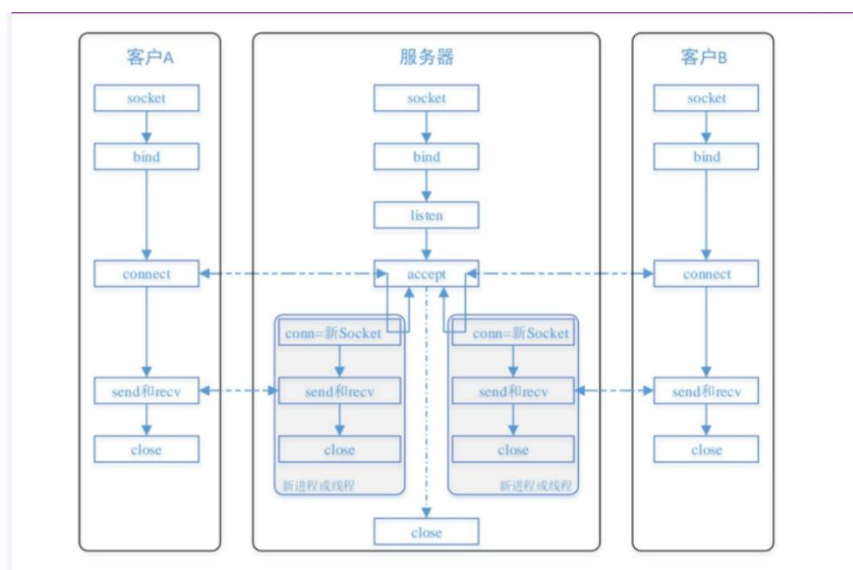 客户A
服务器
客户B
socket
socket
socket
bind
bind
bind
listen
connect
accept
connect
conn=新Socket
conn=新Socket
send和recv
send和recv
send和recv
send和recv
close
close
close
close
新进程或线程
新进程或线程
close